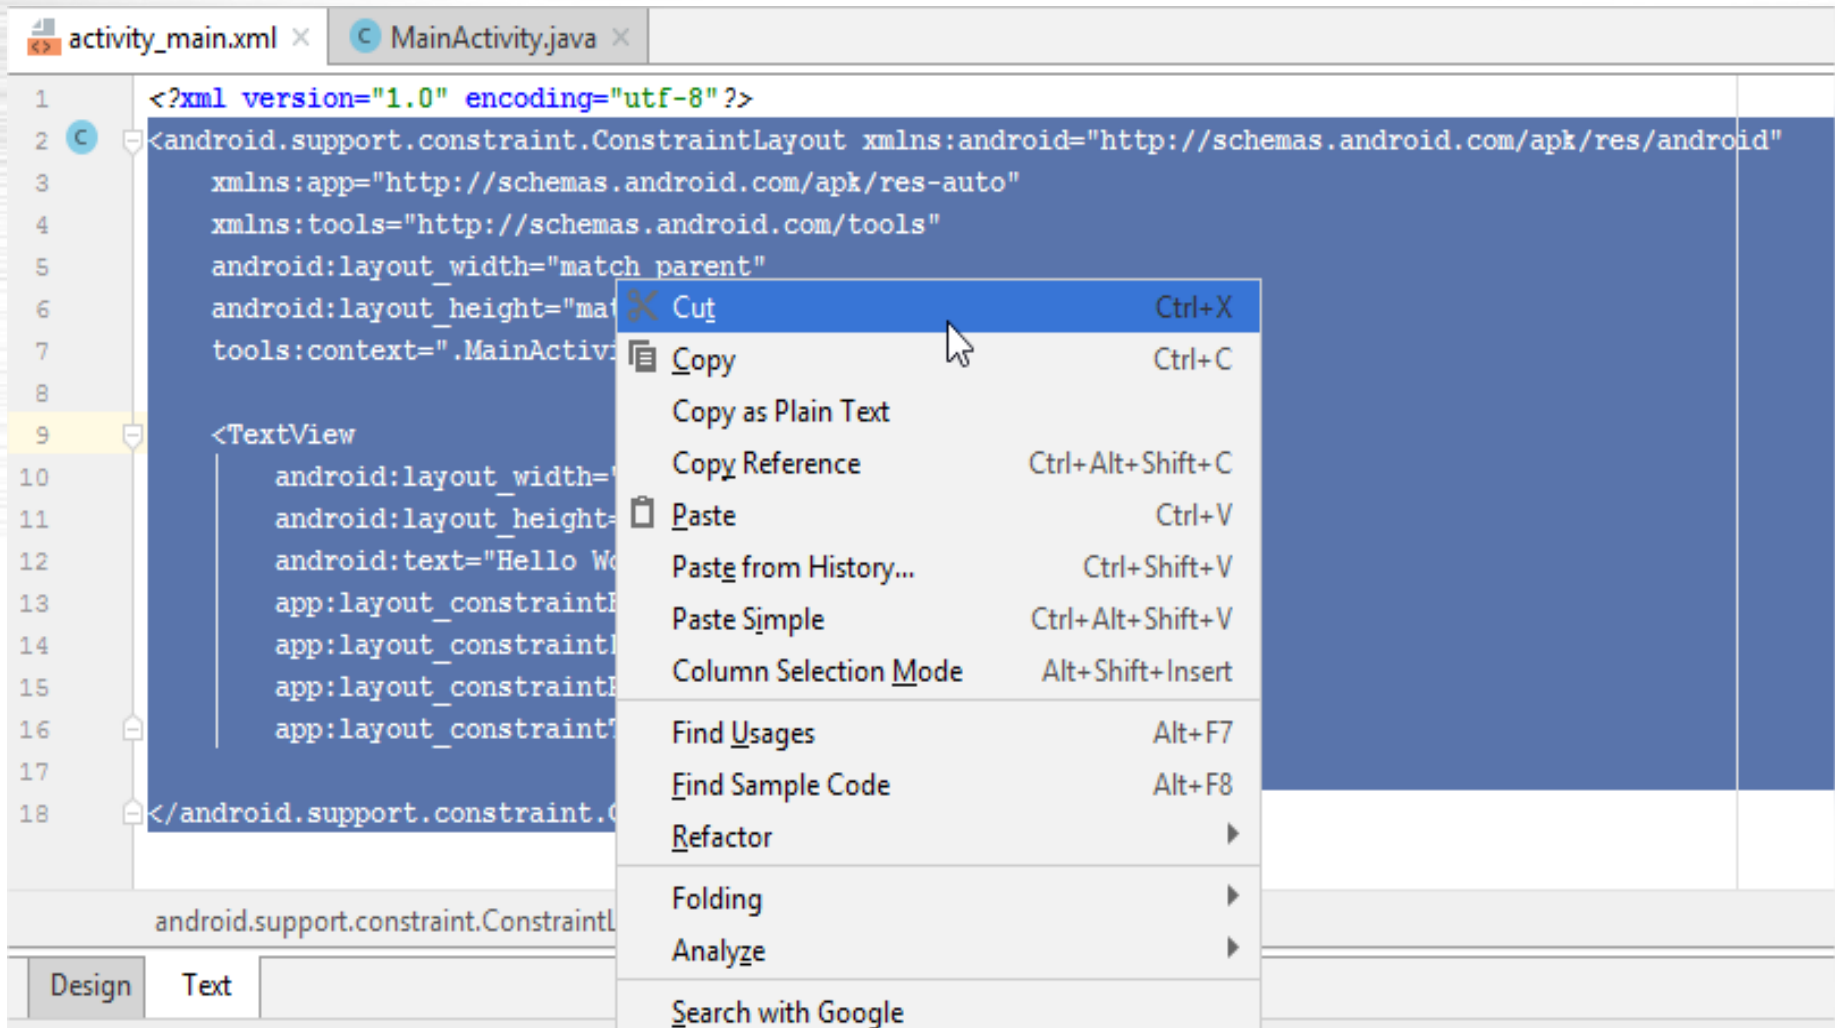 activity_main.xml
MainActivity.java
1 <?xml version="1.0" encoding="utf-8"?>
2 <android.support.constraint.ConstraintLayout xmlns:android="http://schemas.android.com/apk/res/android"
3 xmlns:app="http://schemas.android.com/apk/res-auto"
4 xmlns:tools="http://schemas.android.com/tools"
5 android:layout_width="match_parent"
6 android:layout_height="mat
7 tools:context=".MainActivi
8
9 <TextView
10 android:layout_width="
11 android:layout_height=
12 android:text="Hello Wo
13 app:layout_constraint
14 app:layout_constraint
15 app:layout_constraint
16 app:layout_constraint
17
18 </android.support.constraint.
Cut Ctrl+X
Copy Ctrl+C
Copy as Plain Text
Copy Reference Ctrl+Alt+Shift+C
Paste Ctrl+V
Paste from History... Ctrl+Shift+V
Paste Simple Ctrl+Alt+Shift+V
Column Selection Mode Alt+Shift+Insert
Find Usages Alt+F7
Find Sample Code Alt+F8
Refactor
Folding
Analyze
Search with Google
android.support.constraint.ConstraintL
Design
Text